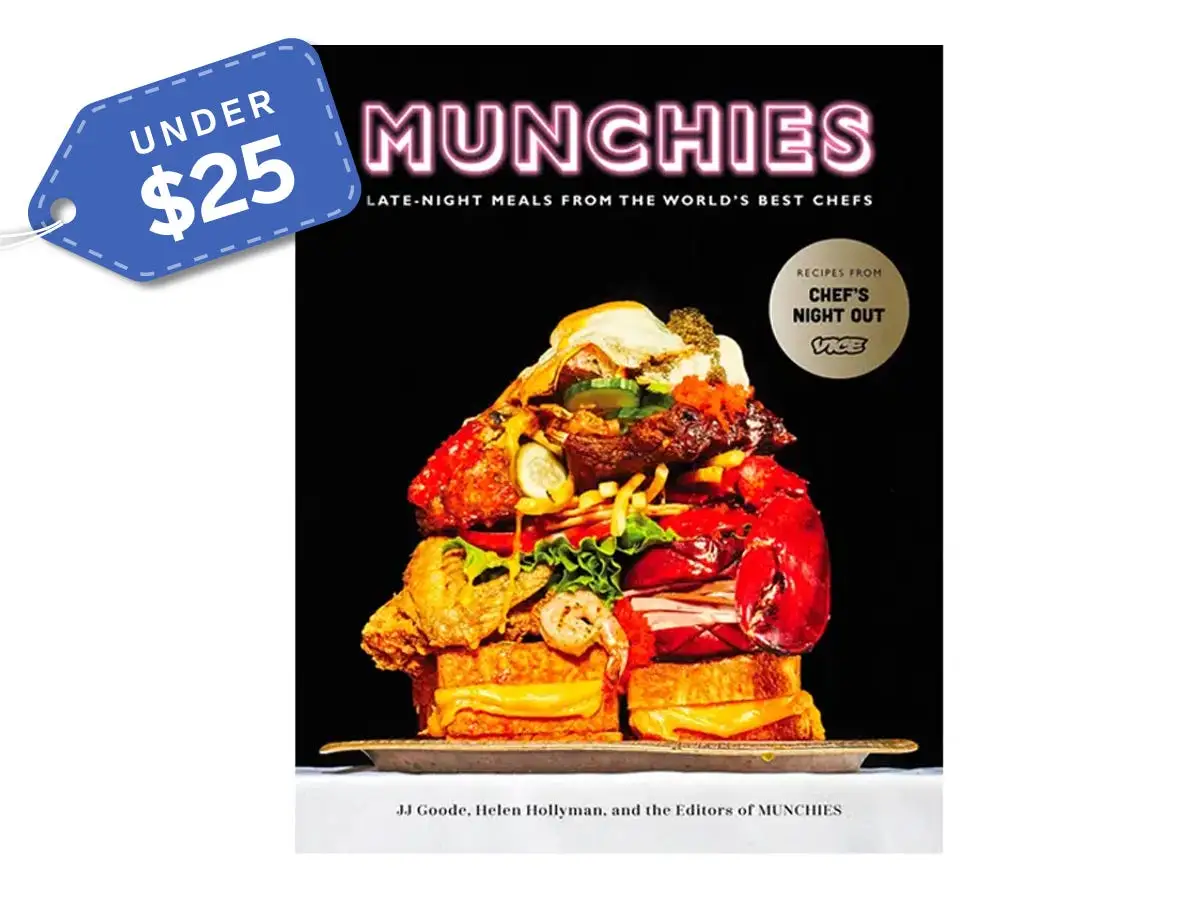 UNDER
$25
MUNCHIES
LATE-NIGHT MEALS FROM THE WORLD'S BEST CHEFS
RECIPES FROM
CHEF'S
NIGHT OUT
VICE
JJ Goode, Helen Hollyman, and the Editors of MUNCHIES